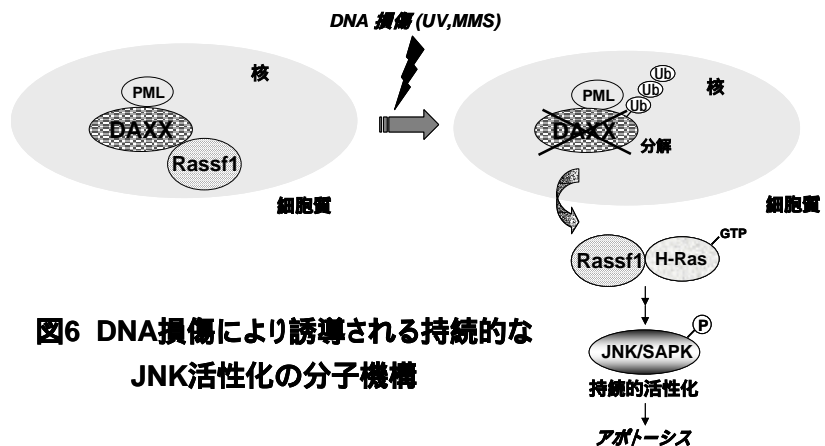 DNA 損傷 (UV,MMS)
核
PML
DAXX
Rassf1
細胞質
核
PML
Ub
Ub
Ub
DAXX
分解
細胞質
Rassf1
H-Ras
GTP
P
JNK/SAPK
持続的活性化
アポトーシス
図6 DNA損傷により誘導される持続的な
JNK活性化の分子機構